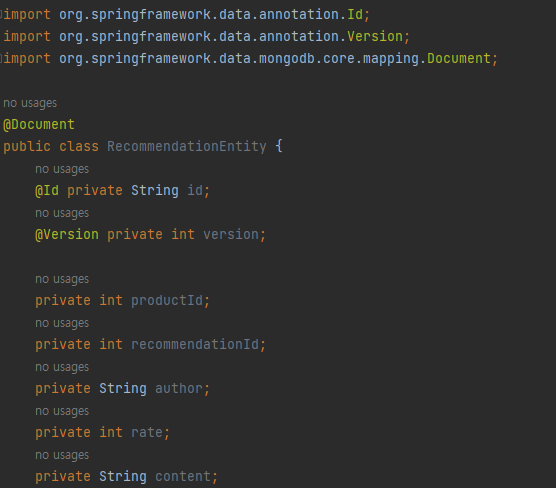 import org.springframework.data.annotation.Id;
import org.springframework.data.annotation.Version;
import org.springframework.data.mongodb.core.mapping.Document;
no usages
@Document
public class RecommendationEntity {
no usages
@Id private String id;
no usages
@Version private int version;
no usages
private int productId;
no usages
private int recommendationId;
no usages
private String author;
no usages
private int rate;
no usages
private String content;